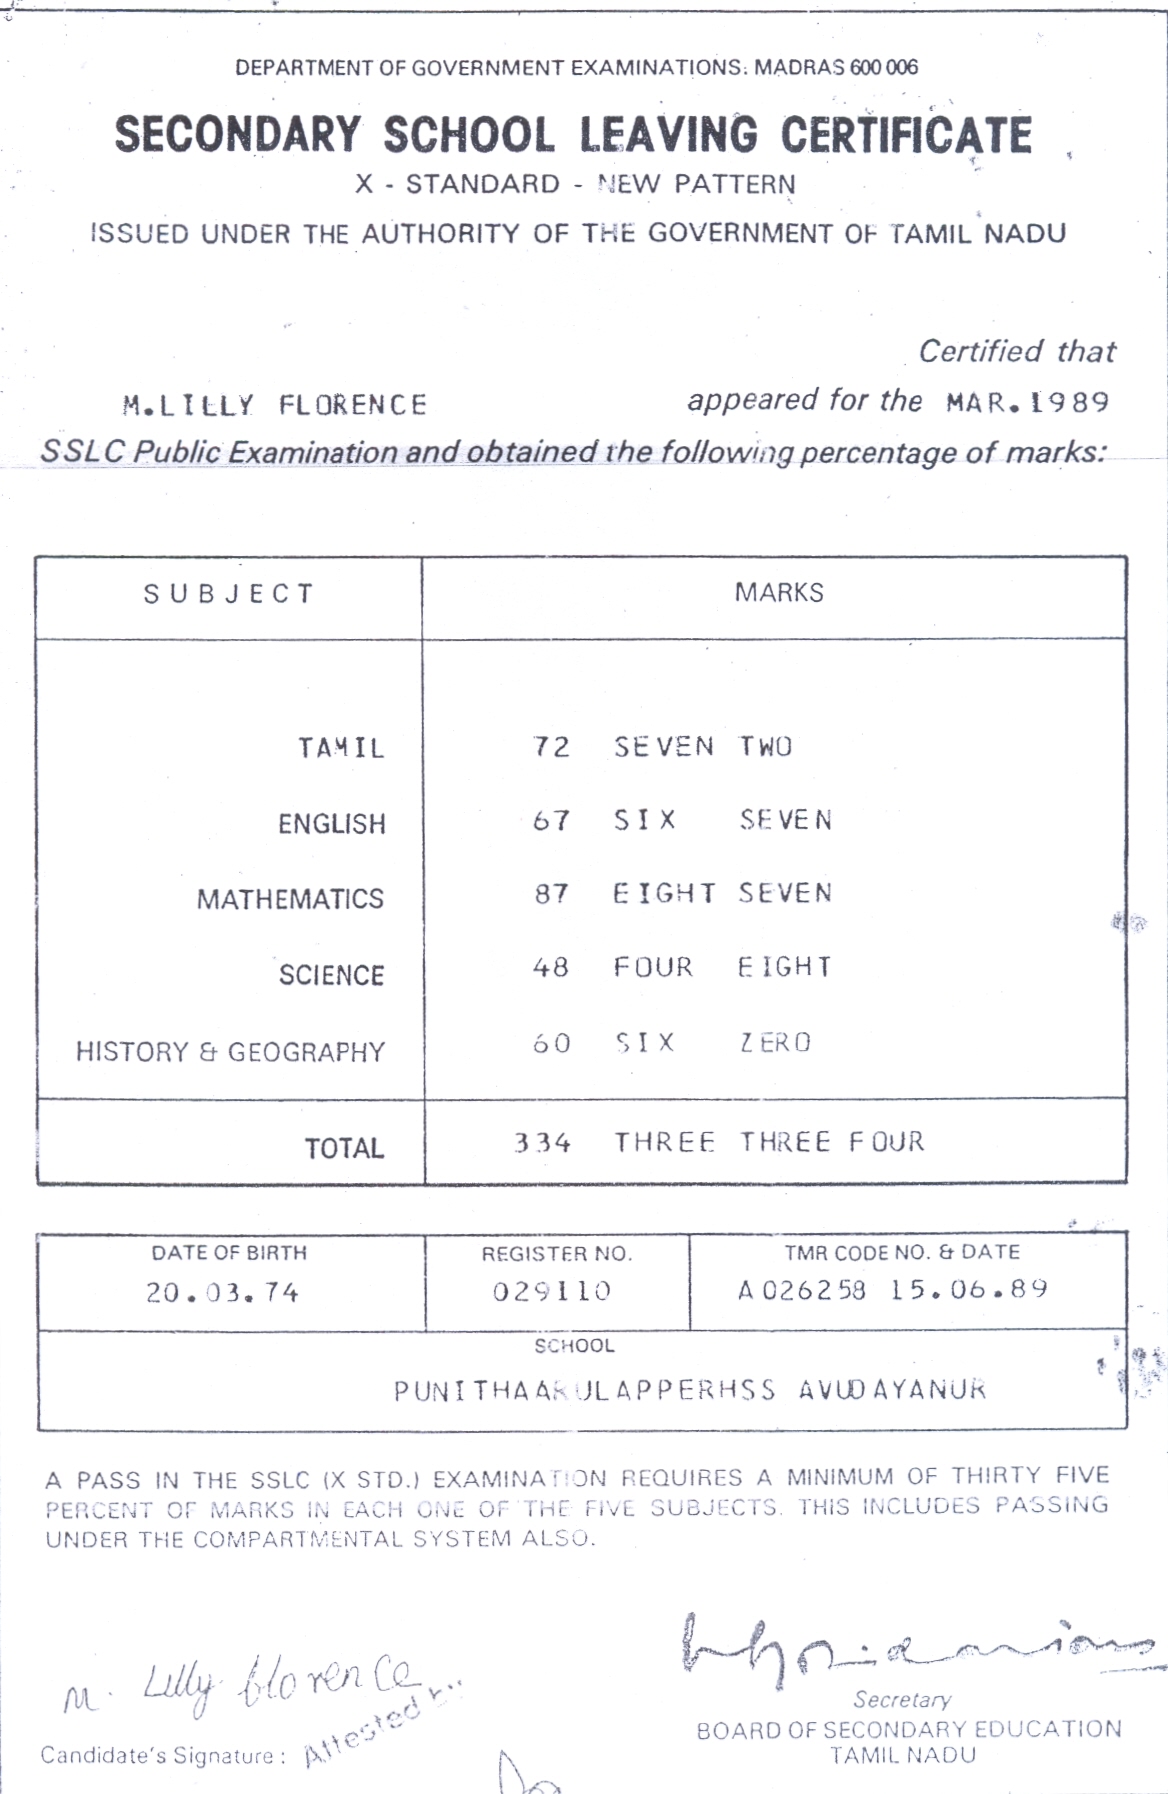 DEPARTMENT OF GOVERNMENT EXAMINATIONS: MADRAS 600 006
SECONDARY SCHOOL LEAVING CERTIFICATE
X - STANDARD - NEW PATTERN
ISSUED UNDER THE AUTHORITY OF THE GOVERNMENT OF TAMIL NADU
Certified that
M.LILLY FLORENCE appeared for the MAR.1989
SSLC Public Examination and obtained the following percentage of marks:
SUBJECT MARKS
TAMIL 72 SEVEN TWO
ENGLISH 67 SIX SEVEN
MATHEMATICS 87 EIGHT SEVEN
SCIENCE 48 FOUR EIGHT
HISTORY & GEOGRAPHY 60 SIX ZERO
TOTAL 334 THREE THREE FOUR
DATE OF BIRTH REGISTER NO. TMR CODE NO. & DATE
20.03.74 029110 A026258 15.06.89
SCHOOL
PUNITHAARULAPPERHSS AVUDAYANUR
A PASS IN THE SSLC (X STD.) EXAMINATION REQUIRES A MINIMUM OF THIRTY FIVE
PERCENT OF MARKS IN EACH ONE OF THE FIVE SUBJECTS. THIS INCLUDES PASSING
UNDER THE COMPARTMENTAL SYSTEM ALSO.
M. Lilly florence
Attested
Secretary
Candidate's Signature : BOARD OF SECONDARY EDUCATION
TAMIL NADU